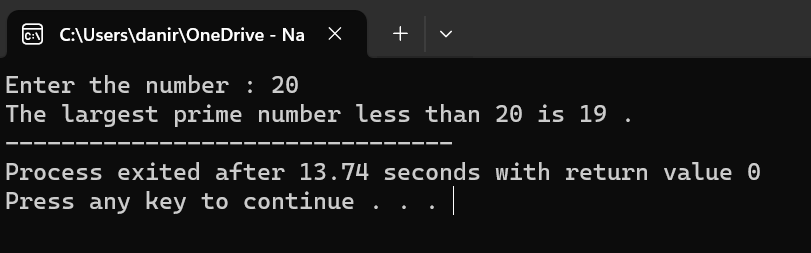 C:\Users\danir\OneDrive - Na
Enter the number : 20
The largest prime number less than 20 is 19 .
--------------------------------
Process exited after 13.74 seconds with return value 0
Press any key to continue . . .